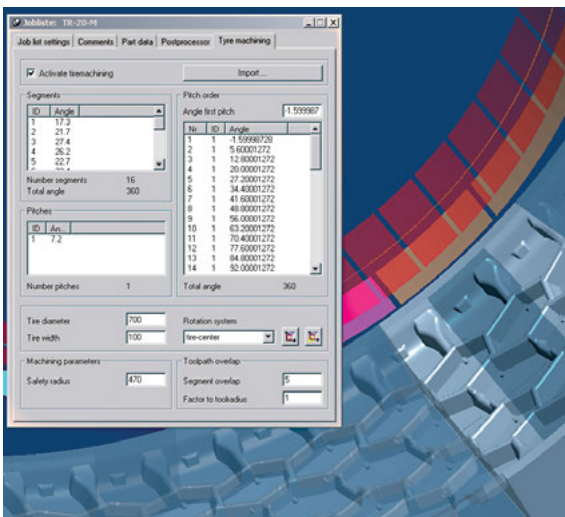 Jobliste: TR-20-M
Job list settings Comments Part data Postprocessor Tyre machining
Activate tiremachining
Import ...
Segments
ID Angle
1 17.3
2 21.7
3 27.4
4 26.2
5 22.7
Number segments 16
Total angle 360
Pitches
ID An...
1 7.2
Number pitches 1
Pitch order
Angle first pitch -1.599987
Nr ID Angle
1 1 -1.59998728
2 1 5.60001272
3 1 12.80001272
4 1 20.00001272
5 1 27.20001272
6 1 34.40001272
7 1 41.60001272
8 1 48.80001272
9 1 56.00001272
10 1 63.20001272
11 1 70.40001272
12 1 77.60001272
13 1 84.80001272
14 1 92.00001272
Total angle 360
Tire diameter 700
Tire width 100
Rotation system
tire-center
Machining parameters
Safety radius 470
Toolpath overlap
Segment overlap 5
Factor to toolradius 1